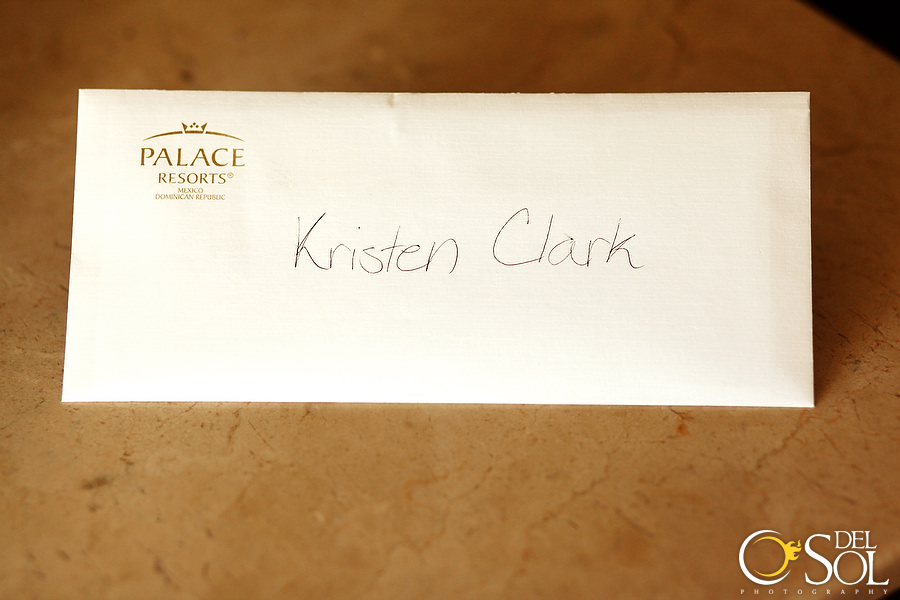 PALACE
RESORTS®
MEXICO
DOMINICAN REPUBLIC
Kristen Clark
DEL
SOL
PHOTOGRAPHY